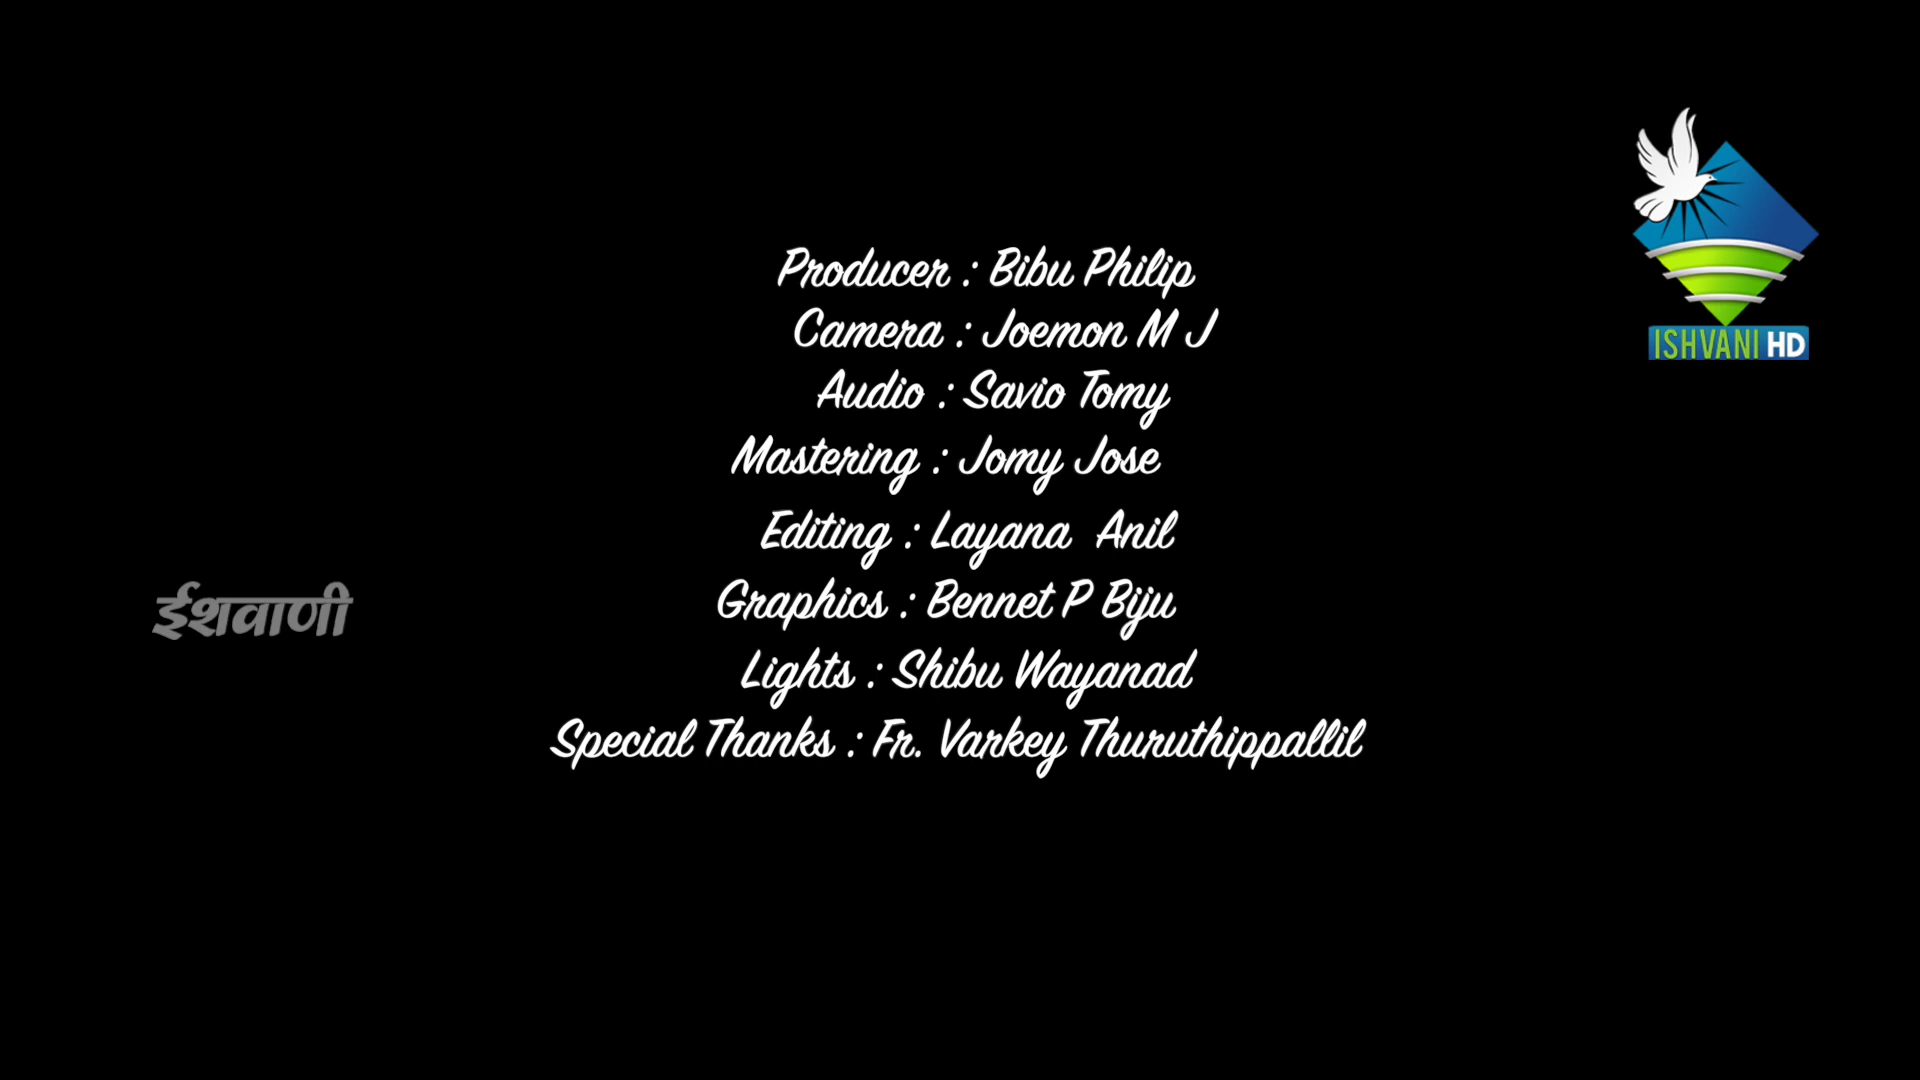 Producer : Bibu Philip
Camera : Joemon M J
Audio : Savio Tomy
Mastering : Jomy Jose
Editing : Layana Anil
Graphics : Bennet P Biju
Lights : Shibu Wayanad
Special Thanks : Fr. Varkey Thuruthippallil
ISHVANI HD
ईशवाणी